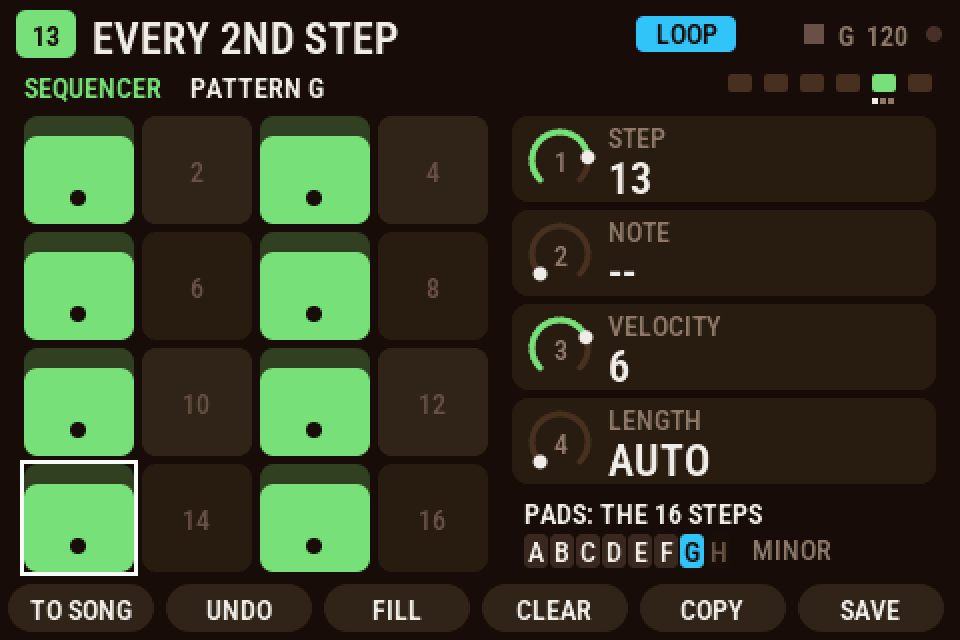 13 EVERY 2ND STEP LOOP G 120
SEQUENCER PATTERN G
2 4
6 8
10 12
14 16
1 STEP
13
2 NOTE
--
3 VELOCITY
6
4 LENGTH
AUTO
PADS: THE 16 STEPS
A B C D E F G H MINOR
TO SONG UNDO FILL CLEAR COPY SAVE